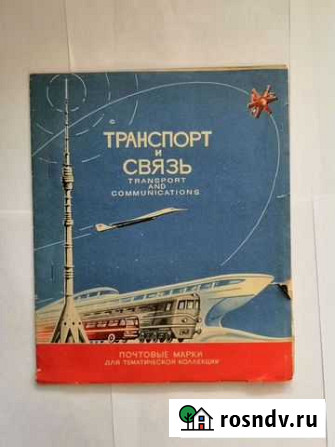 ТРАНСПОРТ
И
СВЯЗЬ
TRANSPORT
AND
COMMUNICATIONS
ПОЧТОВЫЕ МАРКИ
ДЛЯ ТЕМАТИЧЕСКОЙ КОЛЛЕКЦИИ
rosndv.ru